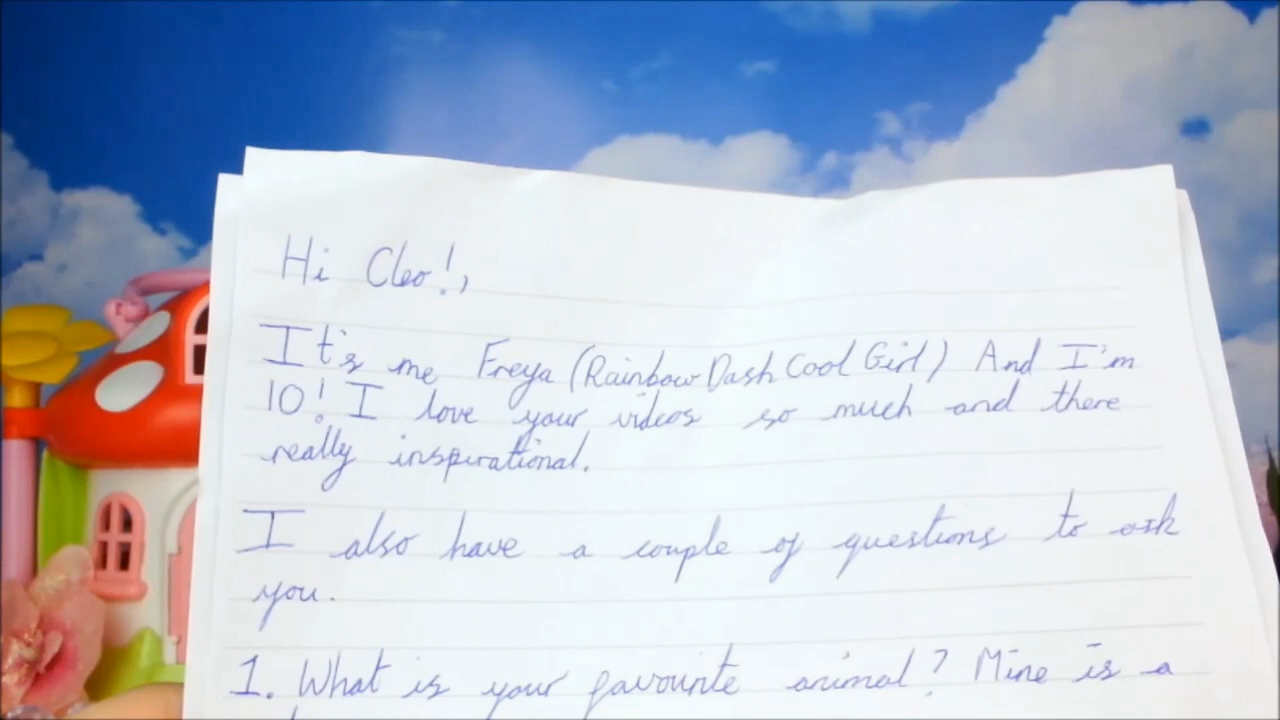 Hi Cleo!,
It's me Freya (Rainbow Dash Cool Girl) And I'm
10! I love your videos so much and there
really inspirational.
I also have a couple of questions to ask
you.
1. What is your favourite animal? Mine is a